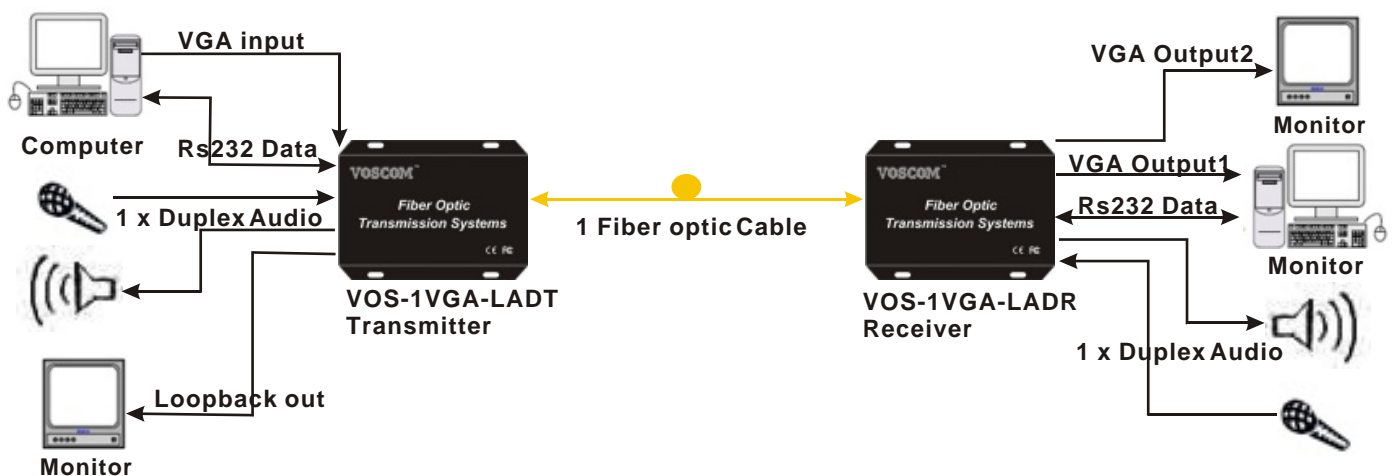 VGA input
Computer
Rs232 Data
1 x Duplex Audio
Loopback out
Monitor
VOSCOM™
Fiber Optic
Transmission Systems
CE FC
VOS-1VGA-LADT
Transmitter
1 Fiber optic Cable
VOSCOM™
Fiber Optic
Transmission Systems
CE FC
VOS-1VGA-LADR
Receiver
VGA Output2
Monitor
VGA Output1
Rs232 Data
Monitor
1 x Duplex Audio